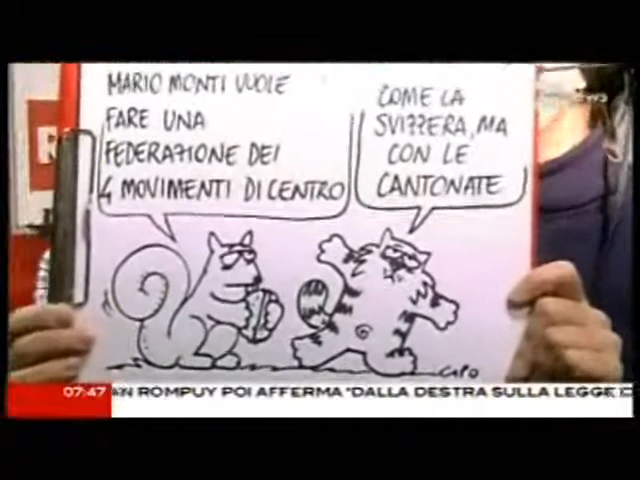 MARIO MONTI VUOLE
FARE UNA
FEDERAZIONE DEI
4 MOVIMENTI DI CENTRO
COME LA
SVIZZERA, MA
CON LE
CANTONATE
CAPO
R
07:47
AN ROMPUY POI AFFERMA "DALLA DESTRA SULLA LEGGE